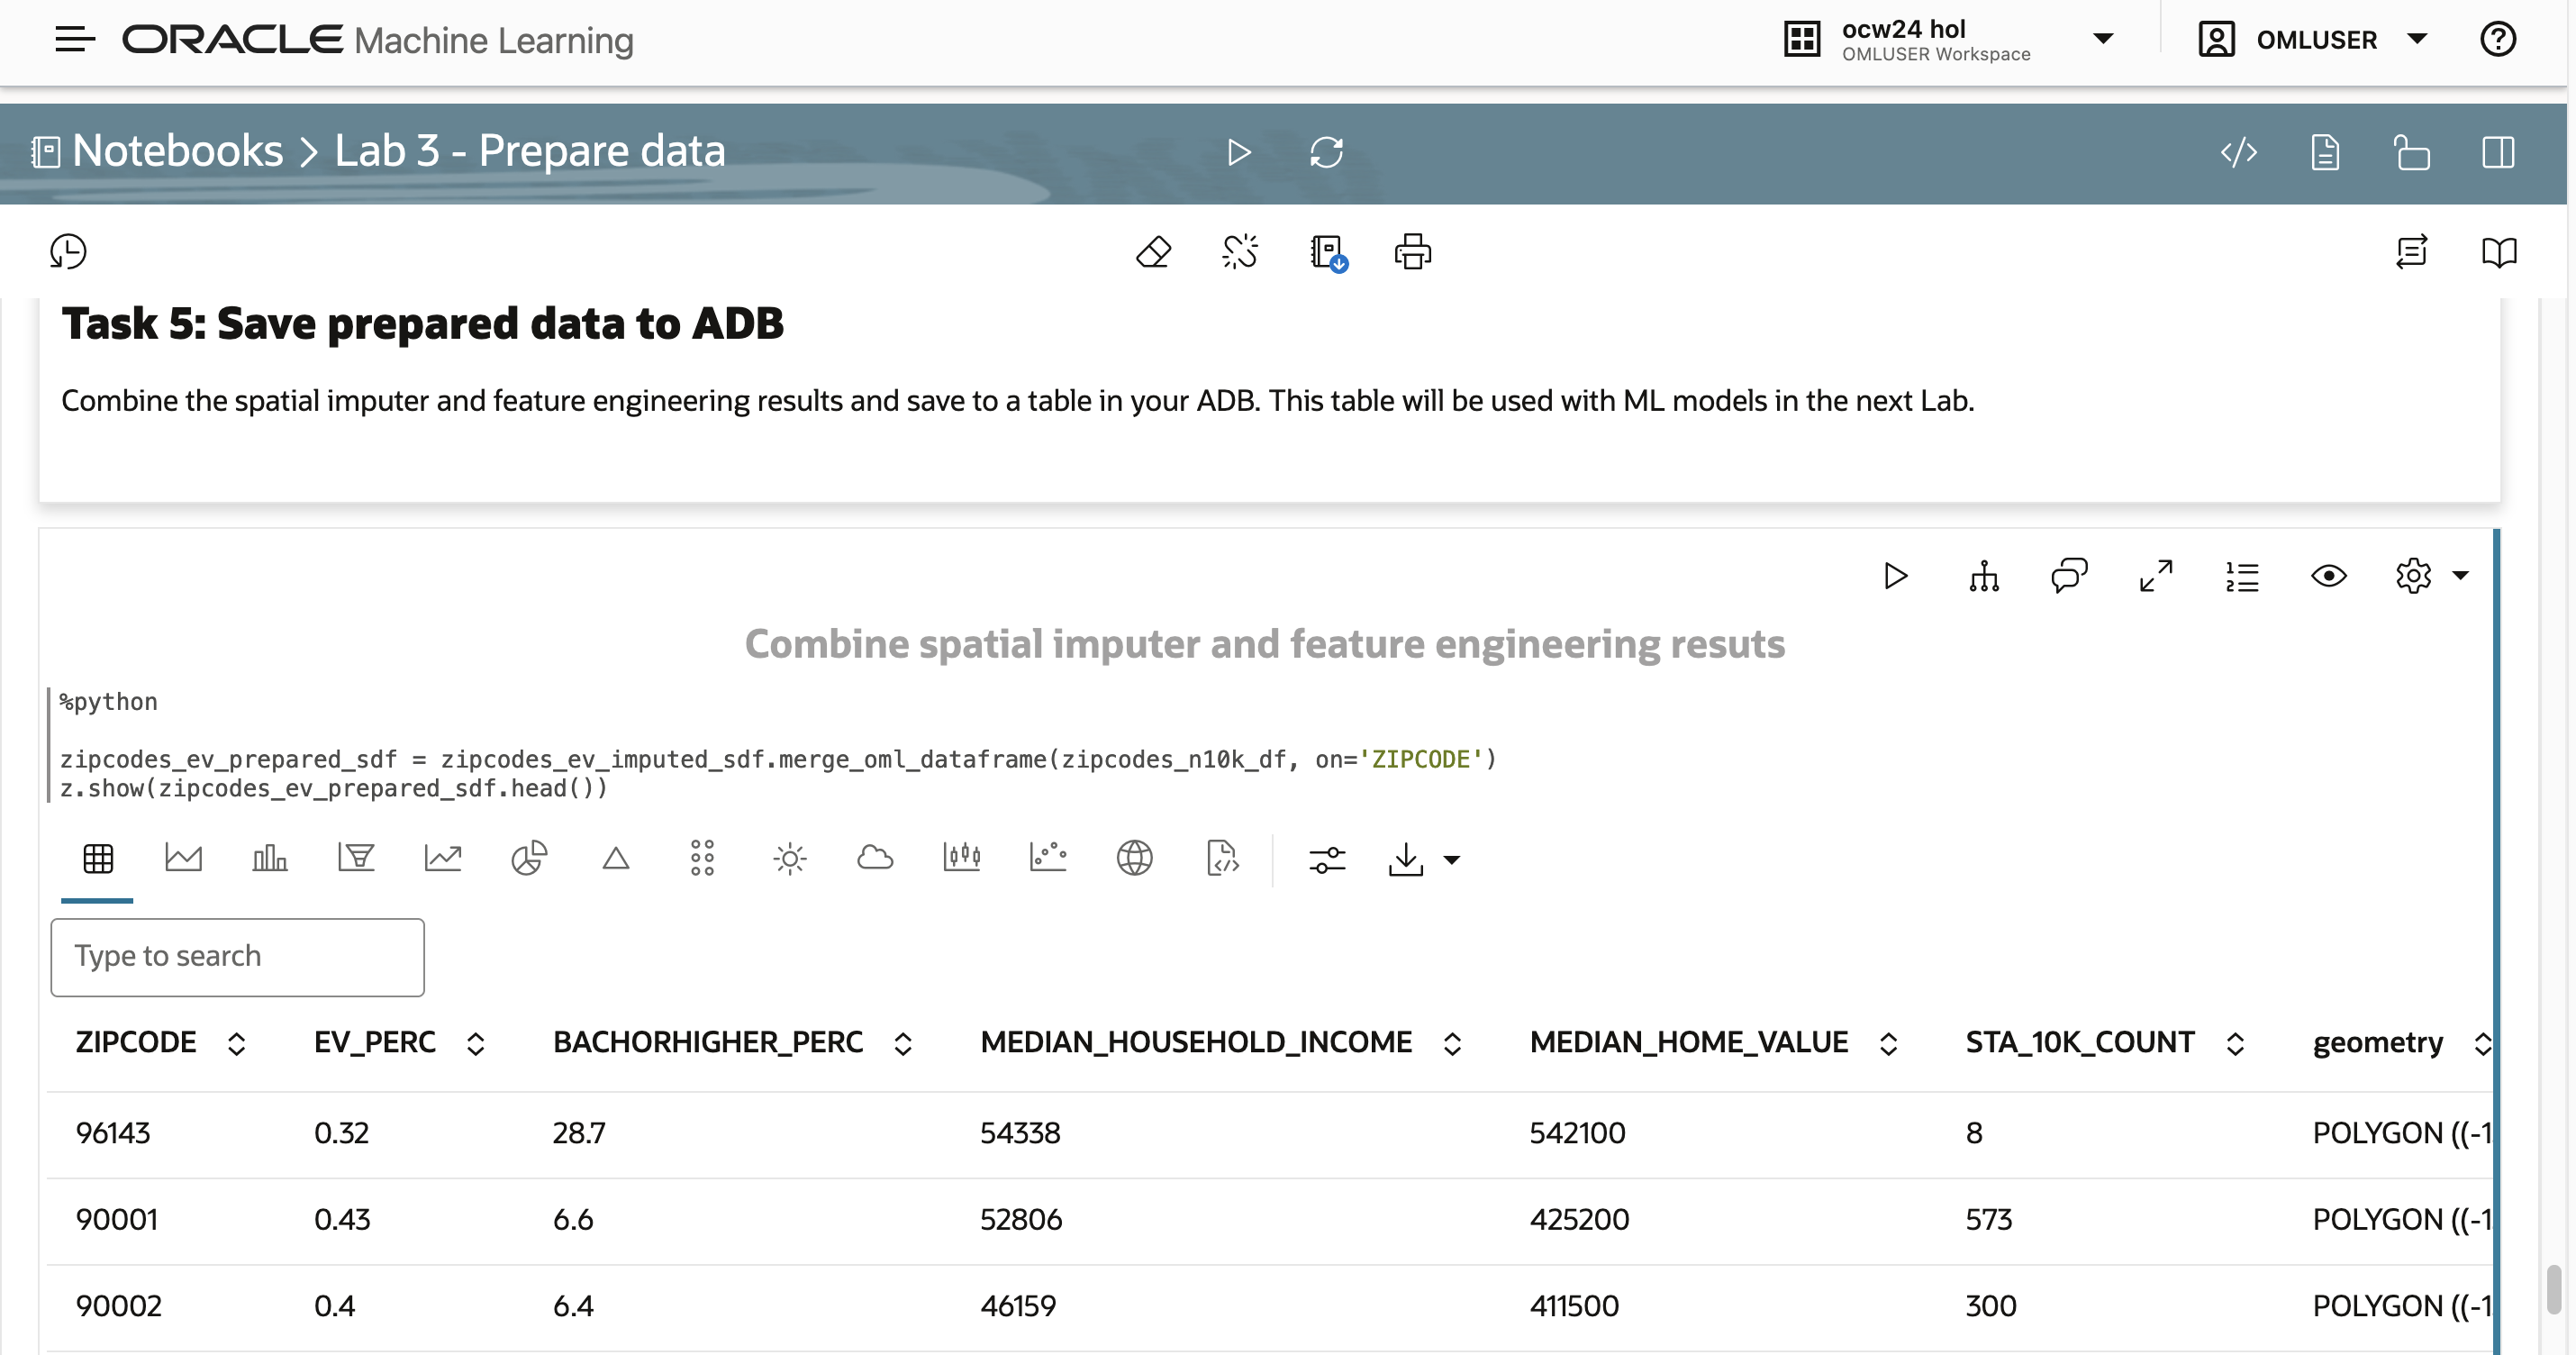 ORACLE Machine Learning
ocw24 hol
OMLUSER Workspace
OMLUSER
Notebooks > Lab 3 - Prepare data
Task 5: Save prepared data to ADB
Combine the spatial imputer and feature engineering results and save to a table in your ADB. This table will be used with ML models in the next Lab.
Combine spatial imputer and feature engineering resuts
%python
zipcodes_ev_prepared_sdf = zipcodes_ev_imputed_sdf.merge_oml_dataframe(zipcodes_n10k_df, on='ZIPCODE')
z.show(zipcodes_ev_prepared_sdf.head())
Type to search
ZIPCODE EV_PERC BACHORHIGHER_PERC MEDIAN_HOUSEHOLD_INCOME MEDIAN_HOME_VALUE STA_10K_COUNT geometry
96143 0.32 28.7 54338 542100 8 POLYGON ((-1
90001 0.43 6.6 52806 425200 573 POLYGON ((-1
90002 0.4 6.4 46159 411500 300 POLYGON ((-1